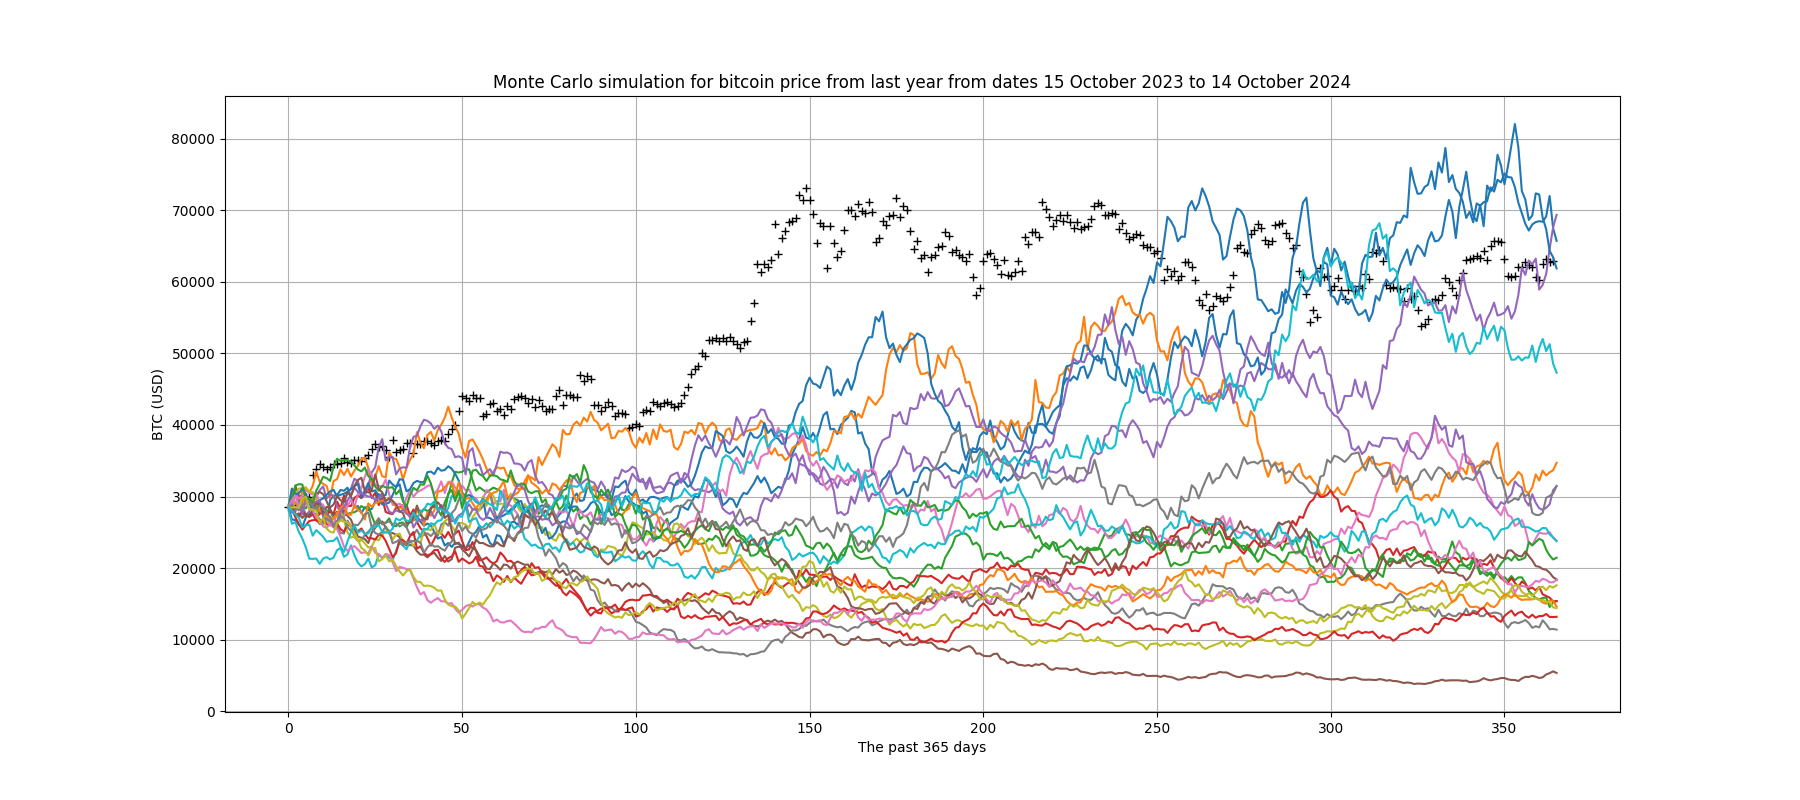 Monte Carlo simulation for bitcoin price from last year from dates 15 October 2023 to 14 October 2024
BTC (USD)
80000
70000
60000
50000
40000
30000
20000
10000
0
0 50 100 150 200 250 300 350
The past 365 days